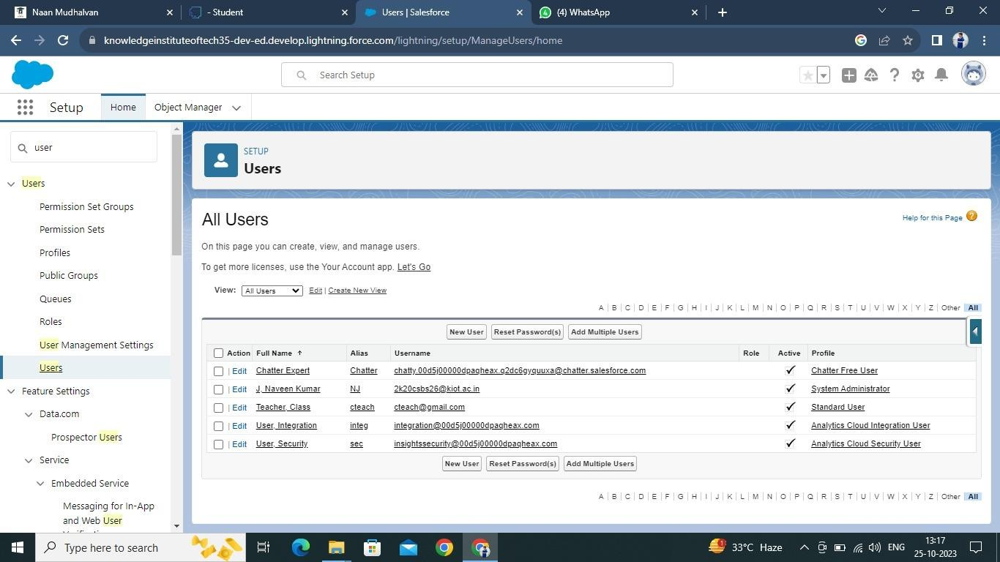 Naan Mudhalvan
- Student
Users | Salesforce
(4) WhatsApp
knowledgeinstituteoftech35-dev-ed.develop.lightning.force.com/lightning/setup/ManageUsers/home
Search Setup
Setup
Home
Object Manager
user
Users
Permission Set Groups
Permission Sets
Profiles
Public Groups
Queues
Roles
User Management Settings
Users
Feature Settings
Data.com
Prospector Users
Service
Embedded Service
Messaging for In-App
and Web User
SETUP
Users
All Users
Help for this Page ?
On this page you can create, view, and manage users.
To get more licenses, use the Your Account app. Let's Go
View: All Users Edit | Create New View
A | B | C | D | E | F | G | H | I | J | K | L | M | N | O | P | Q | R | S | T | U | V | W | X | Y | Z | Other | All
New User Reset Password(s) Add Multiple Users
Action Full Name ↑ Alias Username Role Active Profile
| Edit Chatter Expert Chatter chatty.00d5j00000dpaqheax.q2dc6gyquuxa@chatter.salesforce.com ✓ Chatter Free User
| Edit J, Naveen Kumar NJ 2k20csbs26@kiot.ac.in ✓ System Administrator
| Edit Teacher, Class cteach cteach@gmail.com ✓ Standard User
| Edit User, Integration integ integration@00d5j00000dpaqheax.com ✓ Analytics Cloud Integration User
| Edit User, Security sec insightssecurity@00d5j00000dpaqheax.com ✓ Analytics Cloud Security User
New User Reset Password(s) Add Multiple Users
A | B | C | D | E | F | G | H | I | J | K | L | M | N | O | P | Q | R | S | T | U | V | W | X | Y | Z | Other | All
Type here to search
1
33°C Haze
ENG
13:17
25-10-2023